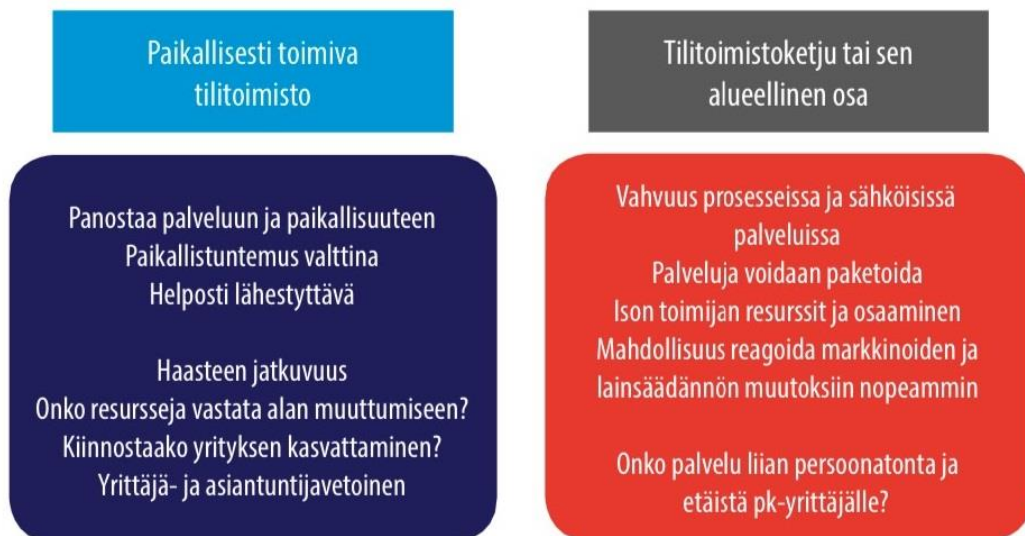 Paikallisesti toimiva
tilitoimisto
Panostaa palveluun ja paikallisuuteen
Paikallistuntemus valttina
Helposti lähestyttävä
Haasteen jatkuvuus
Onko resursseja vastata alan muuttumiseen?
Kiinnostaako yrityksen kasvattaminen?
Yrittäjä- ja asiantuntijavetoinen
Tilitoimistoketju tai sen
alueellinen osa
Vahvuus prosesseissa ja sähköisissä
palveluissa
Palveluja voidaan paketoida
Ison toimijan resurssit ja osaaminen
Mahdollisuus reagoida markkinoiden ja
lainsäädännön muutoksiin nopeammin
Onko palvelu liian persoonatonta ja
etäistä pk-yrittäjälle?